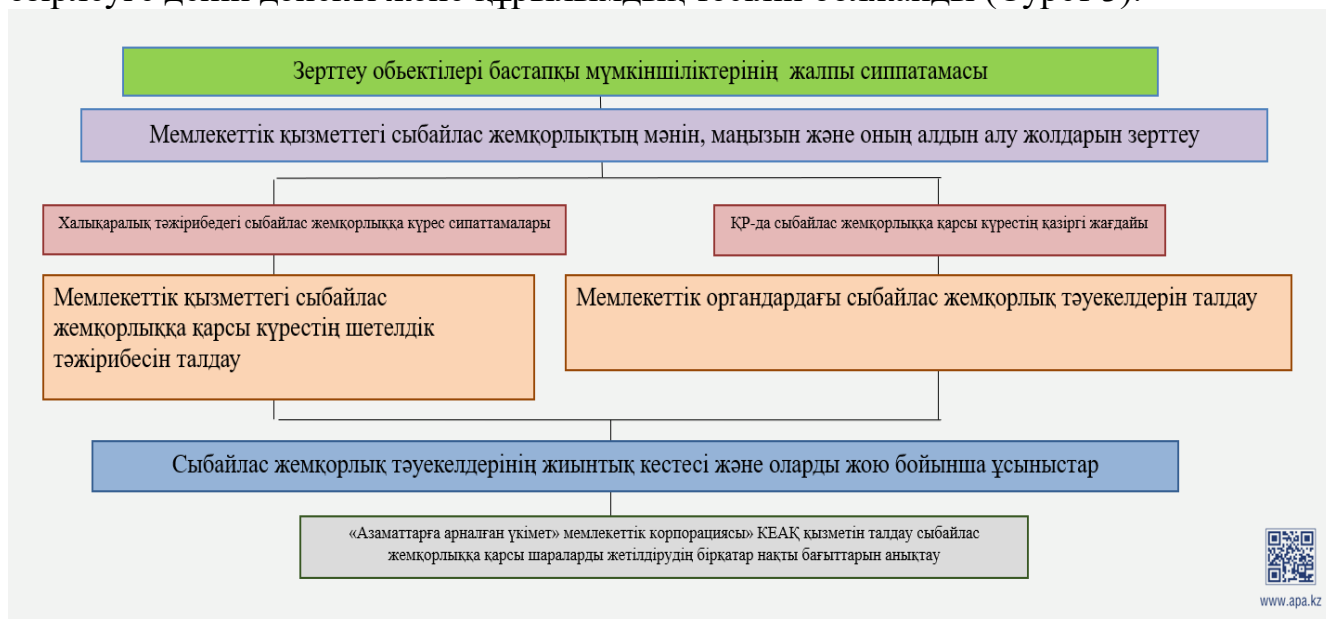 Зерттеу обьектілері бастапқы мүмкіншіліктерінің жалпы сиппатамасы
Мемлекеттік қызметтегі сыбайлас жемқорлықтың мәнін, маңызын және оның алдын алу жолдарын зерттеу
Халықаралық тәжірибедегі сыбайлас жемқорлыққа күрес сипаттамалары
ҚР-да сыбайлас жемқорлыққа қарсы күрестің қазіргі жағдайы
Мемлекеттік қызметтегі сыбайлас
жемқорлыққа қарсы күрестің шетелдік
тәжірибесін талдау
Мемлекеттік органдардағы сыбайлас жемқорлық тәуекелдерін талдау
Сыбайлас жемқорлық тәуекелдерінің жиынтық кестесі және оларды жою бойынша ұсыныстар
«Азаматтарға арналған үкімет» мемлекеттік корпорациясы» КЕАҚ қызметін талдау сыбайлас
жемқорлыққа қарсы шараларды жетілдірудің бірқатар нақты бағыттарын анықтау
www.apa.kz